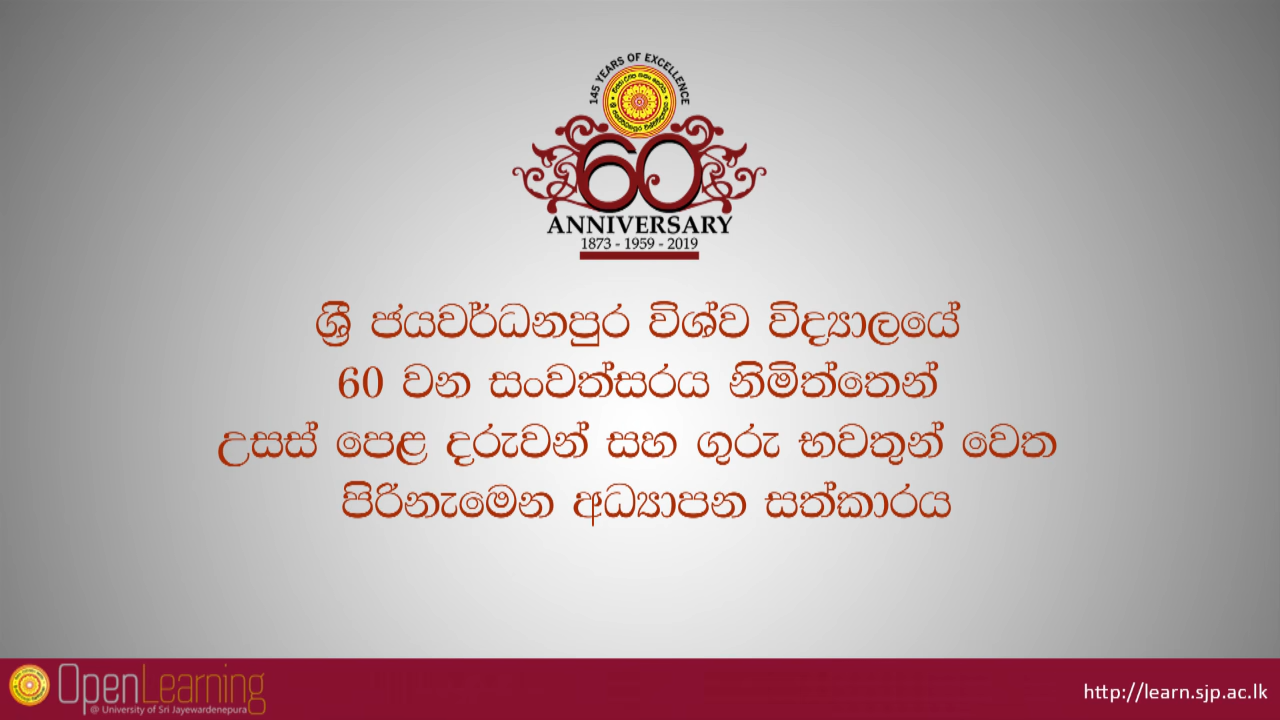 145 YEARS OF EXCELLENCE
60
ANNIVERSARY
1873 - 1959 - 2019
ශ්‍රී ජයවර්ධනපුර විශ්ව විද්‍යාලයේ
60 වන සංවත්සරය නිමිත්තෙන්
උසස් පෙළ දරුවන් සහ ගුරු භවතුන් වෙත
පිරිනැමෙන අධ්‍යාපන සත්කාරය
OpenLearning
@ University of Sri Jayewardenepura
http://learn.sjp.ac.lk